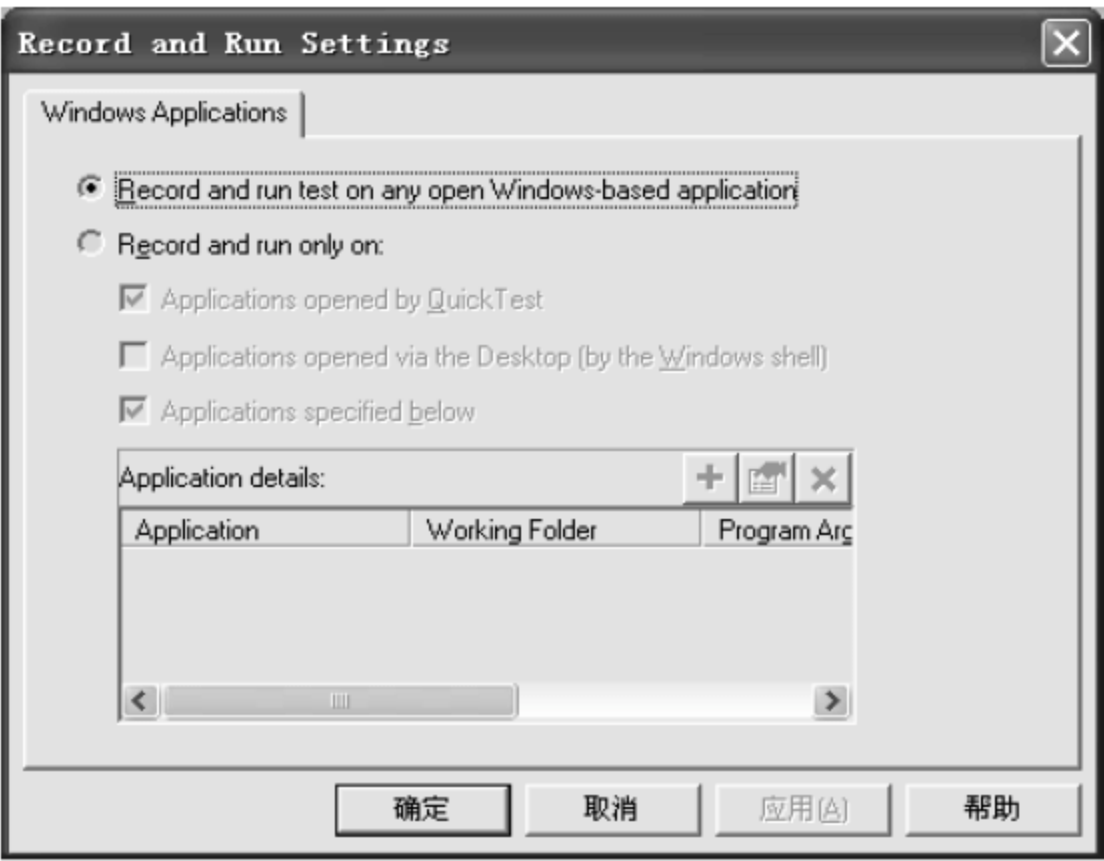 Record and Run Settings
Windows Applications
Record and run test on any open Windows-based application
Record and run only on:
Applications opened by QuickTest
Applications opened via the Desktop (by the Windows shell)
Applications specified below
Application details:
Application Working Folder Program Arg
确定 取消 应用(A) 帮助